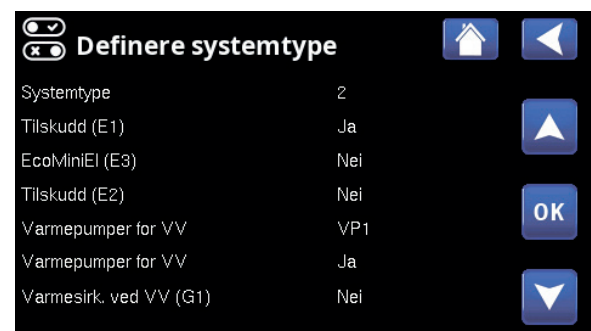 Definere systemtype
Systemtype 2
Tilskudd (E1) Ja
EcoMiniEl (E3) Nei
Tilskudd (E2) Nei
OK
Varmepumper for VV VP1
Varmepumper for VV Ja
Varmesirk. ved VV (G1) Nei